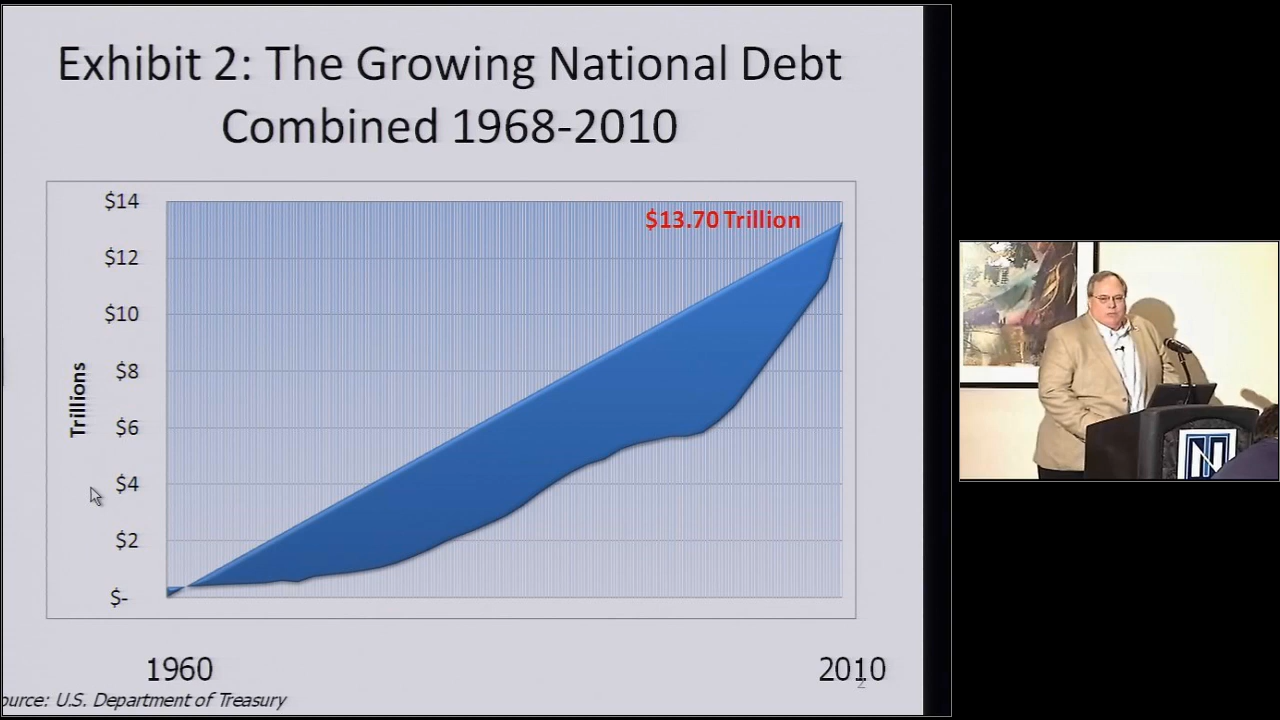 Exhibit 2: The Growing National Debt
Combined 1968-2010
$14
$12
$10
$8
$6
$4
$2
$-
Trillions
$13.70 Trillion
1960
2010
2
ource: U.S. Department of Treasury
N